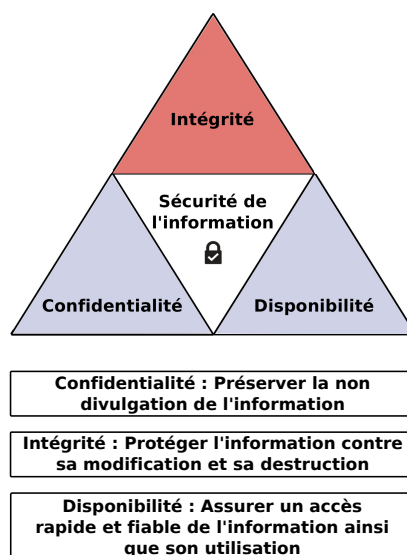 Intégrité
Sécurité de
l'information
Confidentialité
Disponibilité
Confidentialité : Préserver la non
divulgation de l'information
Intégrité : Protéger l'information contre
sa modification et sa destruction
Disponibilité : Assurer un accès
rapide et fiable de l'information ainsi
que son utilisation